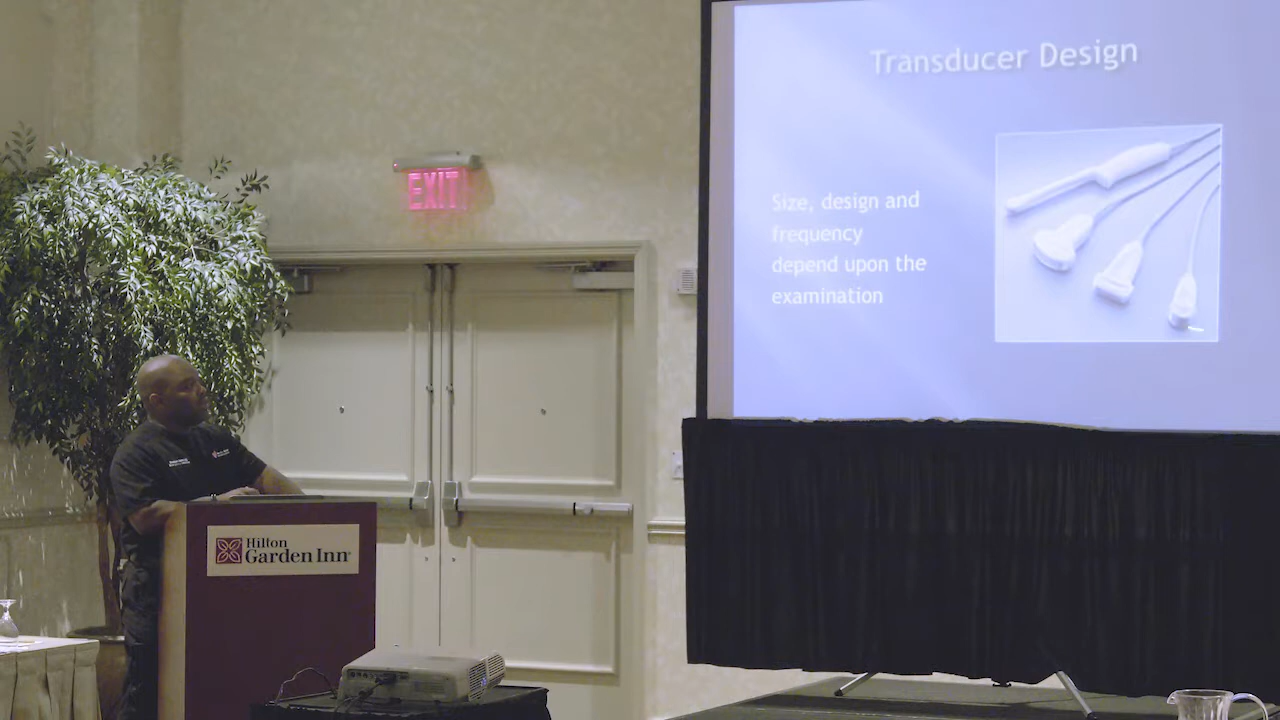 Transducer Design
EXIT
Size, design and
frequency
depend upon the
examination
Hilton
Garden Inn